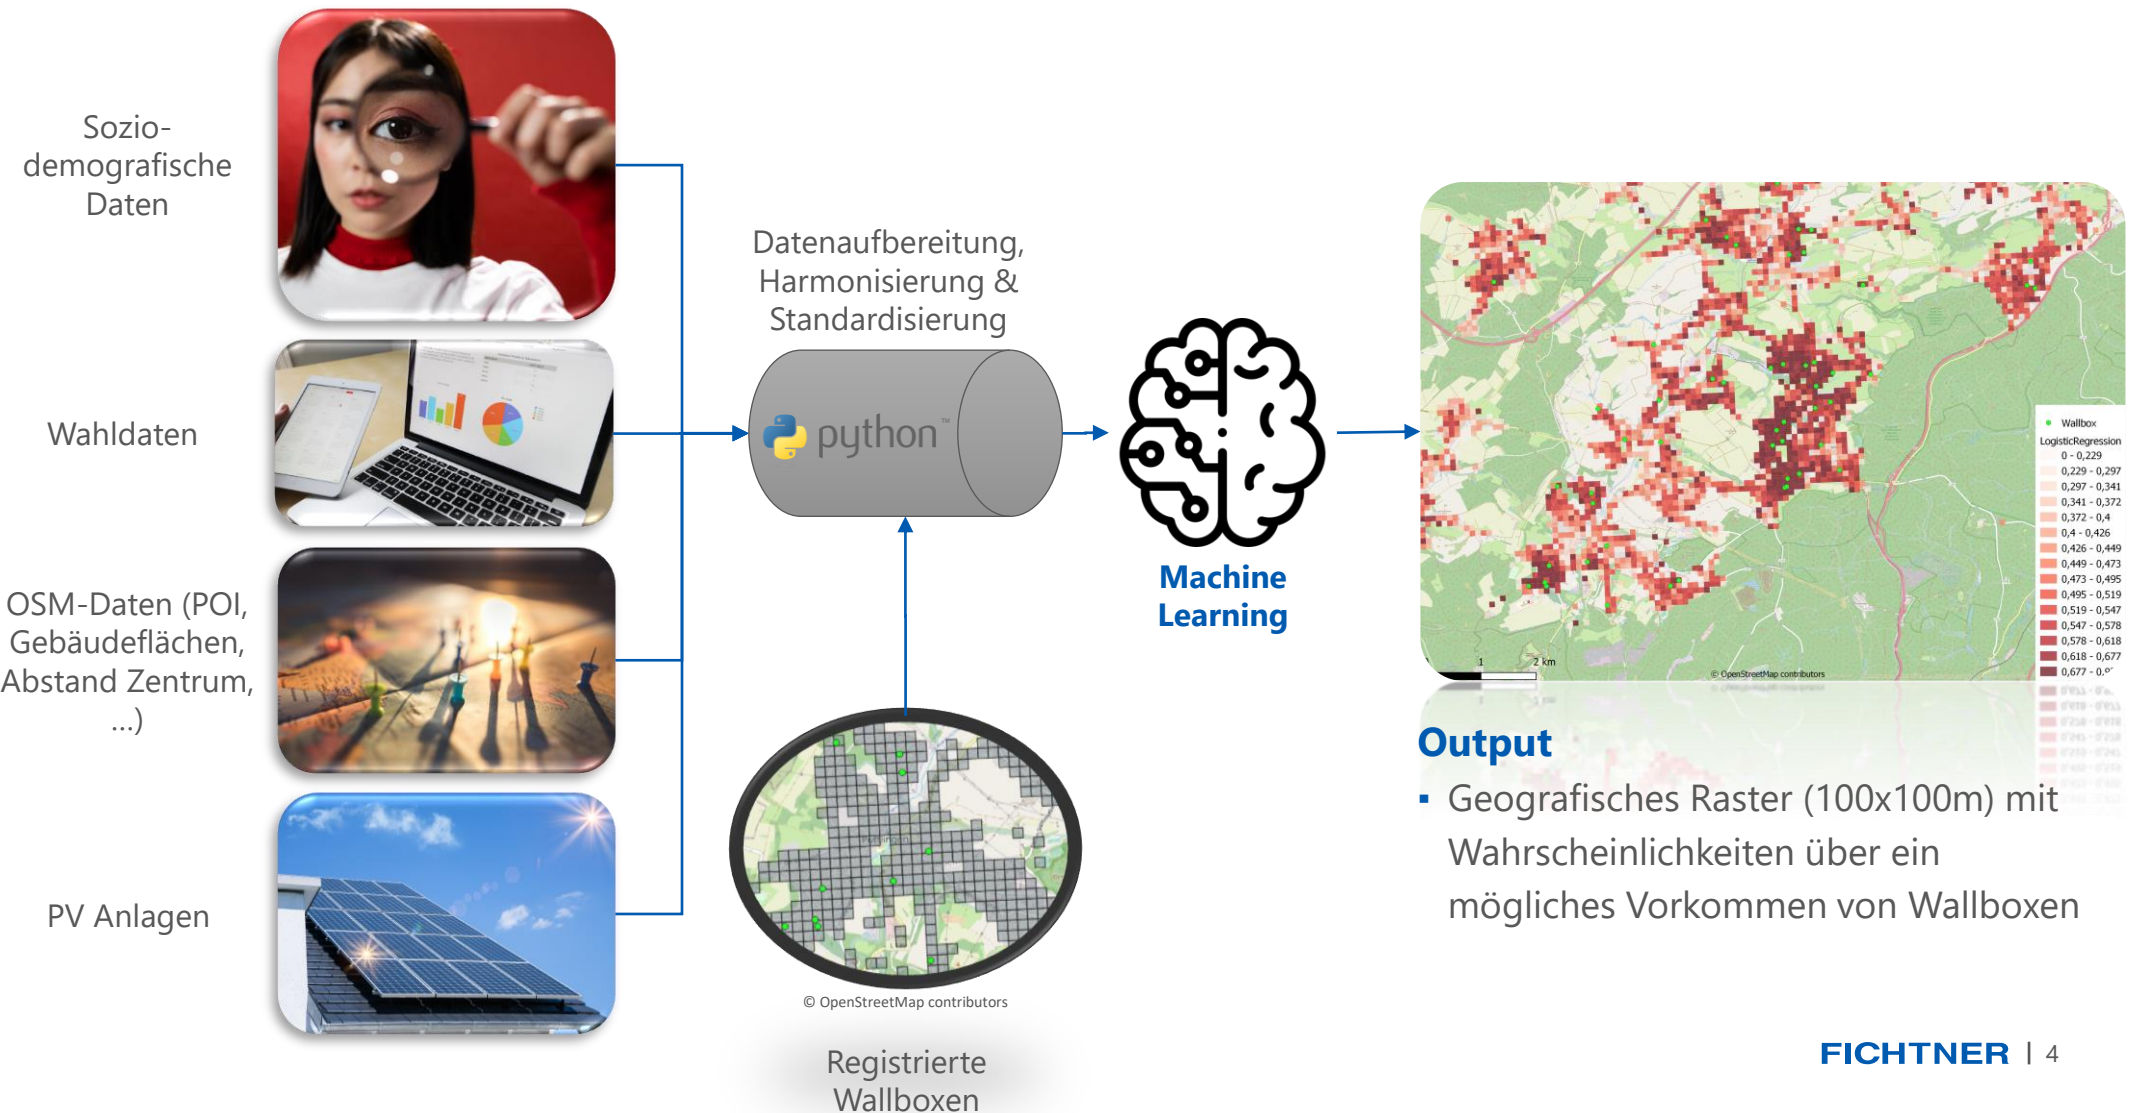 Sozio-
demografische
Daten
Wahldaten
OSM-Daten (POI,
Gebäudeflächen,
Abstand Zentrum,
...)
PV Anlagen
Datenaufbereitung,
Harmonisierung &
Standardisierung
python™
© OpenStreetMap contributors
Registrierte
Wallboxen
Machine
Learning
Wallbox
LogisticRegression
0 - 0,229
0,229 - 0,297
0,297 - 0,341
0,341 - 0,372
0,372 - 0,4
0,4 - 0,426
0,426 - 0,449
0,449 - 0,473
0,473 - 0,495
0,495 - 0,519
0,519 - 0,547
0,547 - 0,578
0,578 - 0,618
0,618 - 0,677
0,677 - 0,9
1 2 km
© OpenStreetMap contributors
Output
▪ Geografisches Raster (100x100m) mit
Wahrscheinlichkeiten über ein
mögliches Vorkommen von Wallboxen
FICHTNER | 4